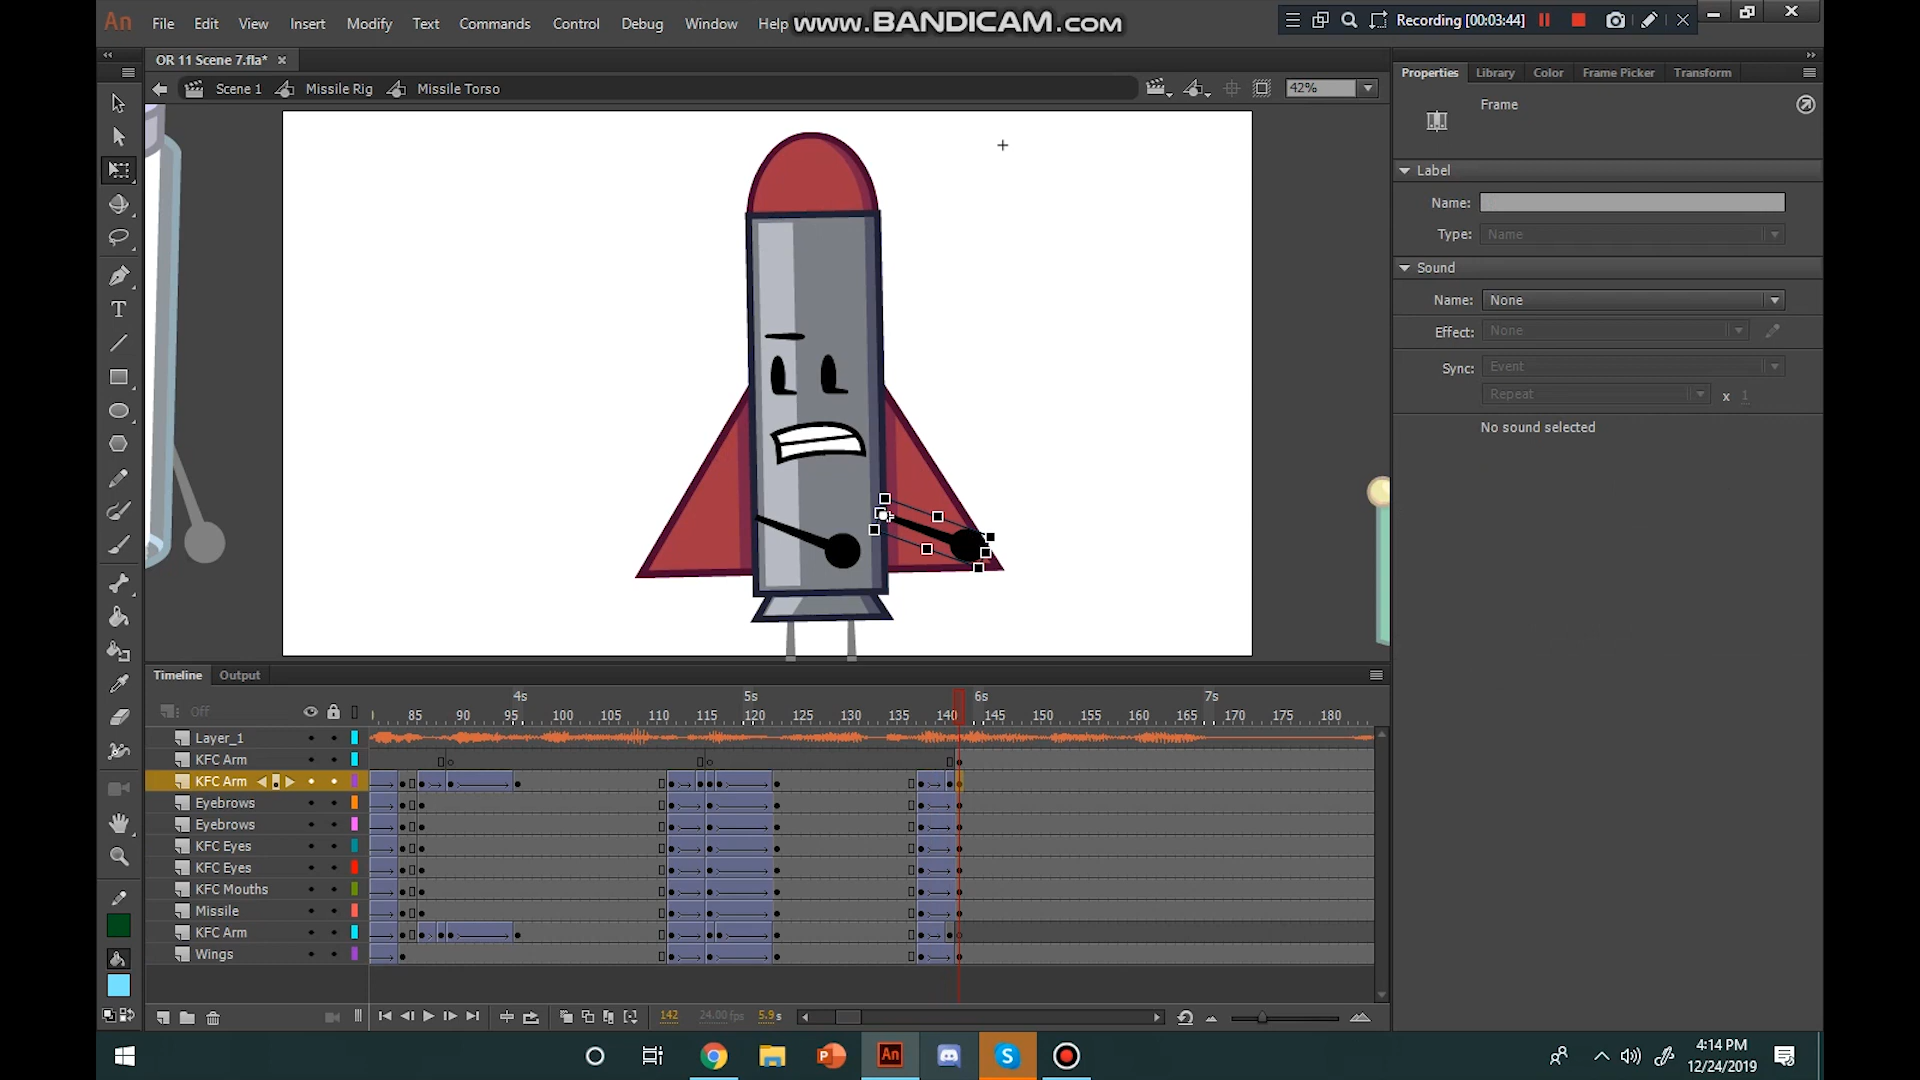 An File Edit View Insert Modify Text Commands Control Debug Window Help www.BANDICAM.com Recording [00:03:44]
OR 11 Scene 7.fla* ×
Scene 1 Missile Rig Missile Torso 42%
Properties Library Color Frame Picker Transform
Frame
Label
Name:
Type: Name
Sound
Name: None
Effect: None
Sync: Event
Repeat x 1
No sound selected
Timeline Output
4s 5s 6s 7s
Off 85 90 95 100 105 110 115 120 125 130 135 140 145 150 155 160 165 170 175 180
Layer_1
KFC Arm
KFC Arm
Eyebrows
Eyebrows
KFC Eyes
KFC Eyes
KFC Mouths
Missile
KFC Arm
Wings
142 24.00 fps 5.9 s
4:14 PM
12/24/2019